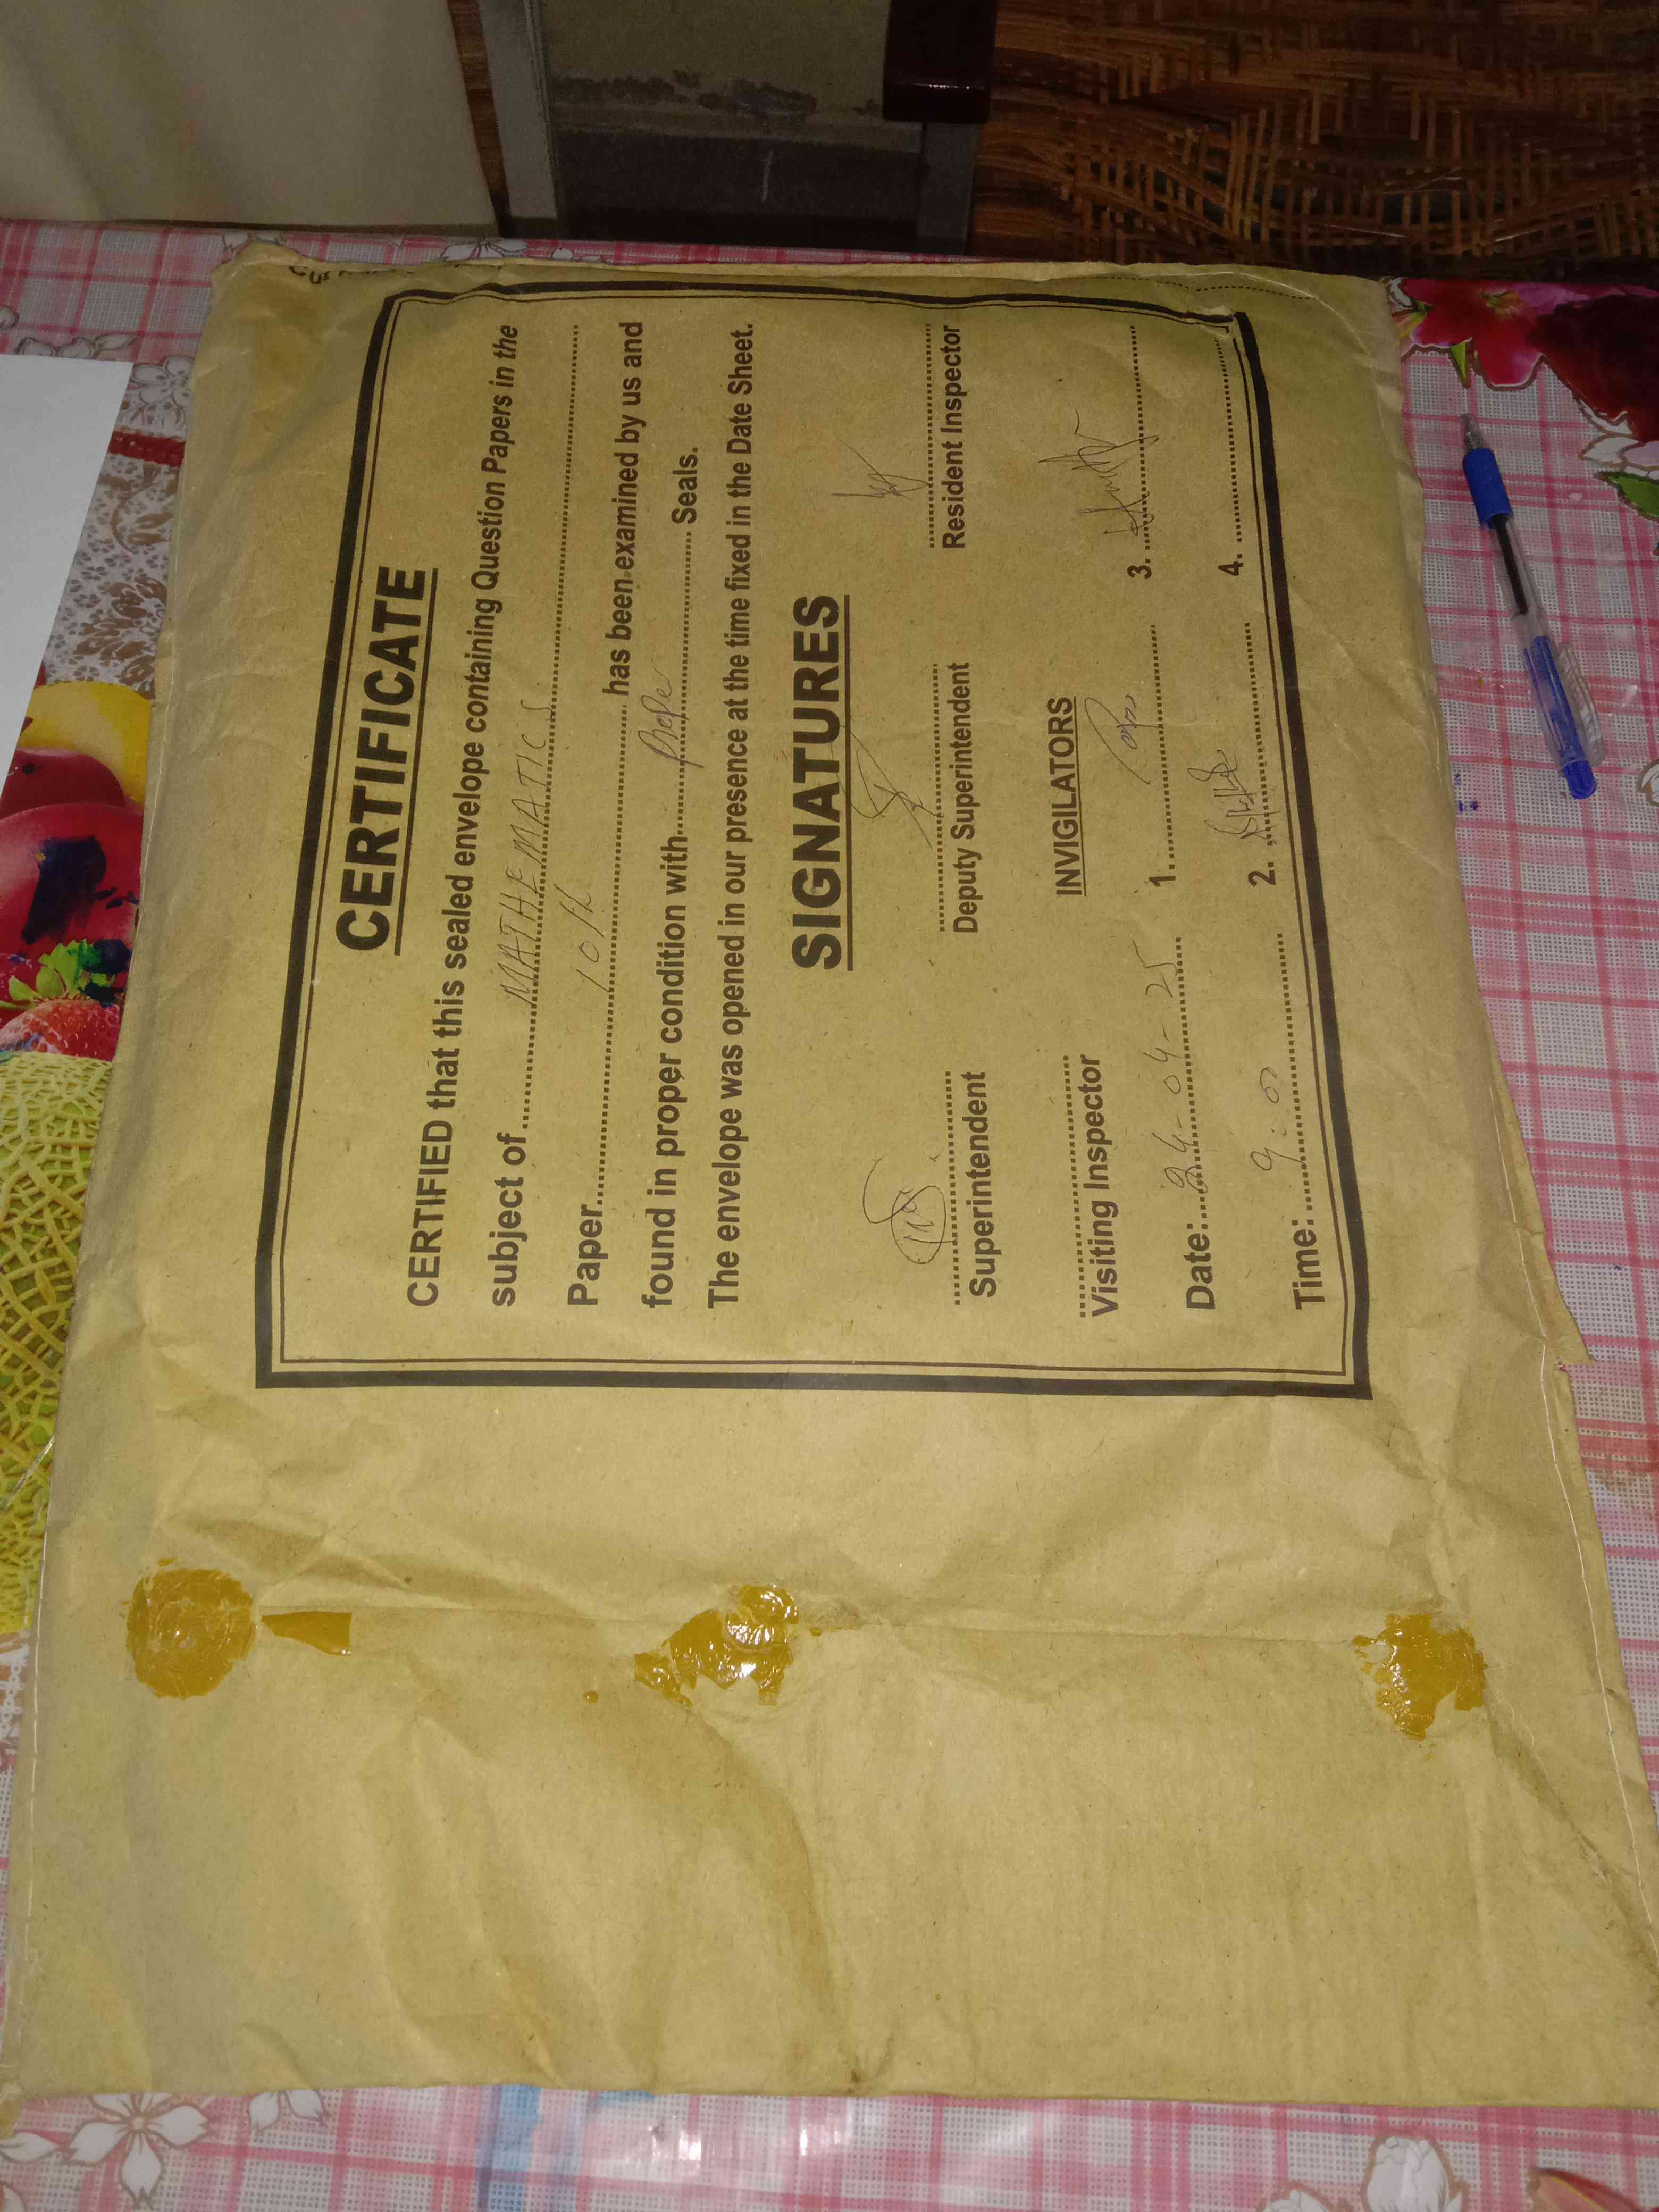 CERTIFICATE
CERTIFIED that this sealed envelope containing Question Papers in the
subject of MATHEMATICS
Paper 10th has been examined by us and
found in proper condition with Proper Seals.
The envelope was opened in our presence at the time fixed in the Date Sheet.
SIGNATURES
Superintendent Deputy Superintendent Resident Inspector
Visiting Inspector INVIGILATORS
Date: 24-04-25 1. 3.
Time: 9:0 2. 4.